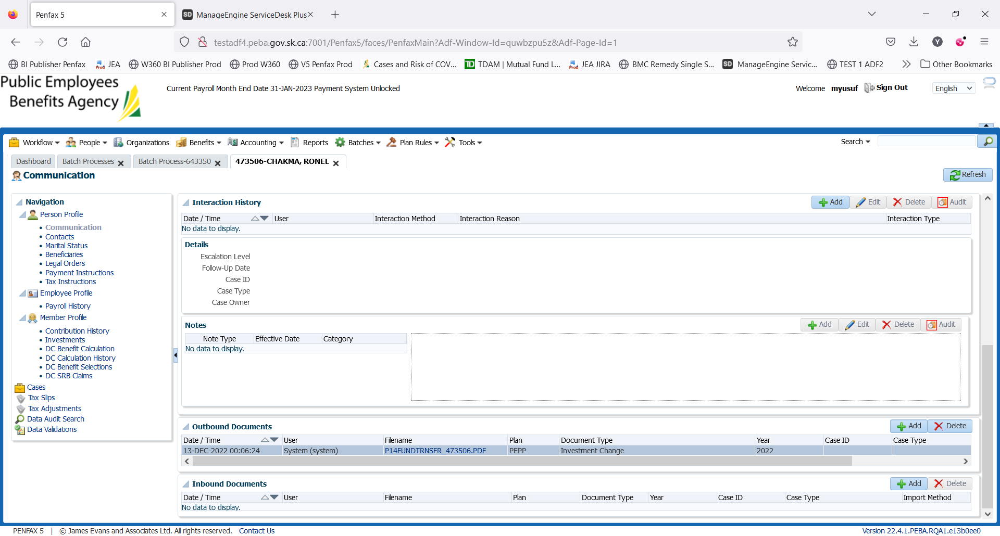 Penfax 5
ManageEngine ServiceDesk Plus
testadf4.peba.gov.sk.ca:7001/Penfax5/faces/PenfaxMain?Adf-Window-Id=quwbzpu5z&Adf-Page-Id=1
Y
BI Publisher Penfax JEA W360 BI Publisher Prod Prod W360 V5 Penfax Prod Cases and Risk of COV... TDAM | Mutual Fund L... JEA JIRA BMC Remedy Single S... ManageEngine Servic... TEST 1 ADF2 Other Bookmarks
Public Employees
Benefits Agency
Current Payroll Month End Date 31-JAN-2023 Payment System Unlocked
Welcome myusuf Sign Out English
Workflow People Organizations Benefits Accounting Reports Batches Plan Rules Tools Search
Dashboard Batch Processes Batch Process-643350 473506-CHAKMA, RONEL
Communication
Refresh
Navigation
Person Profile
Communication
Contacts
Marital Status
Beneficiaries
Legal Orders
Payment Instructions
Tax Instructions
Employee Profile
Payroll History
Member Profile
Contribution History
Investments
DC Benefit Calculation
DC Calculation History
DC Benefit Selections
DC SRB Claims
Cases
Tax Slips
Tax Adjustments
Data Audit Search
Data Validations
Interaction History
Add Edit Delete Audit
Date / Time User Interaction Method Interaction Reason Interaction Type
No data to display.
Details
Escalation Level
Follow-Up Date
Case ID
Case Type
Case Owner
Notes
Add Edit Delete Audit
Note Type Effective Date Category
No data to display.
Outbound Documents
Add Delete
Date / Time User Filename Plan Document Type Year Case ID Case Type
13-DEC-2022 00:06:24 System (system) P14FUNDTRNSFR_473506.PDF PEPP Investment Change 2022
Inbound Documents
Add Delete
Date / Time User Filename Plan Document Type Year Case ID Case Type Import Method
No data to display.
PENFAX 5 | © James Evans and Associates Ltd. All rights reserved. Contact Us
Version 22.4.1.PEBA.RQA1.e13b0ee0